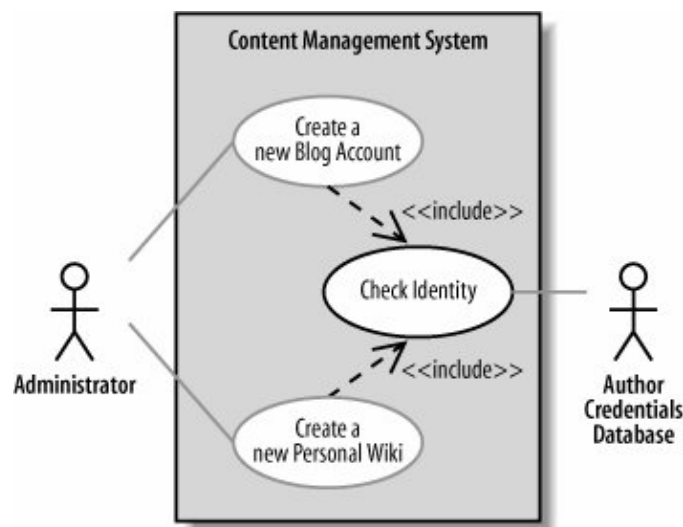 Content Management System
Create a
new Blog Account
<<include>>
Check Identity
<<include>>
Administrator
Author
Credentials
Database
Create a
new Personal Wiki